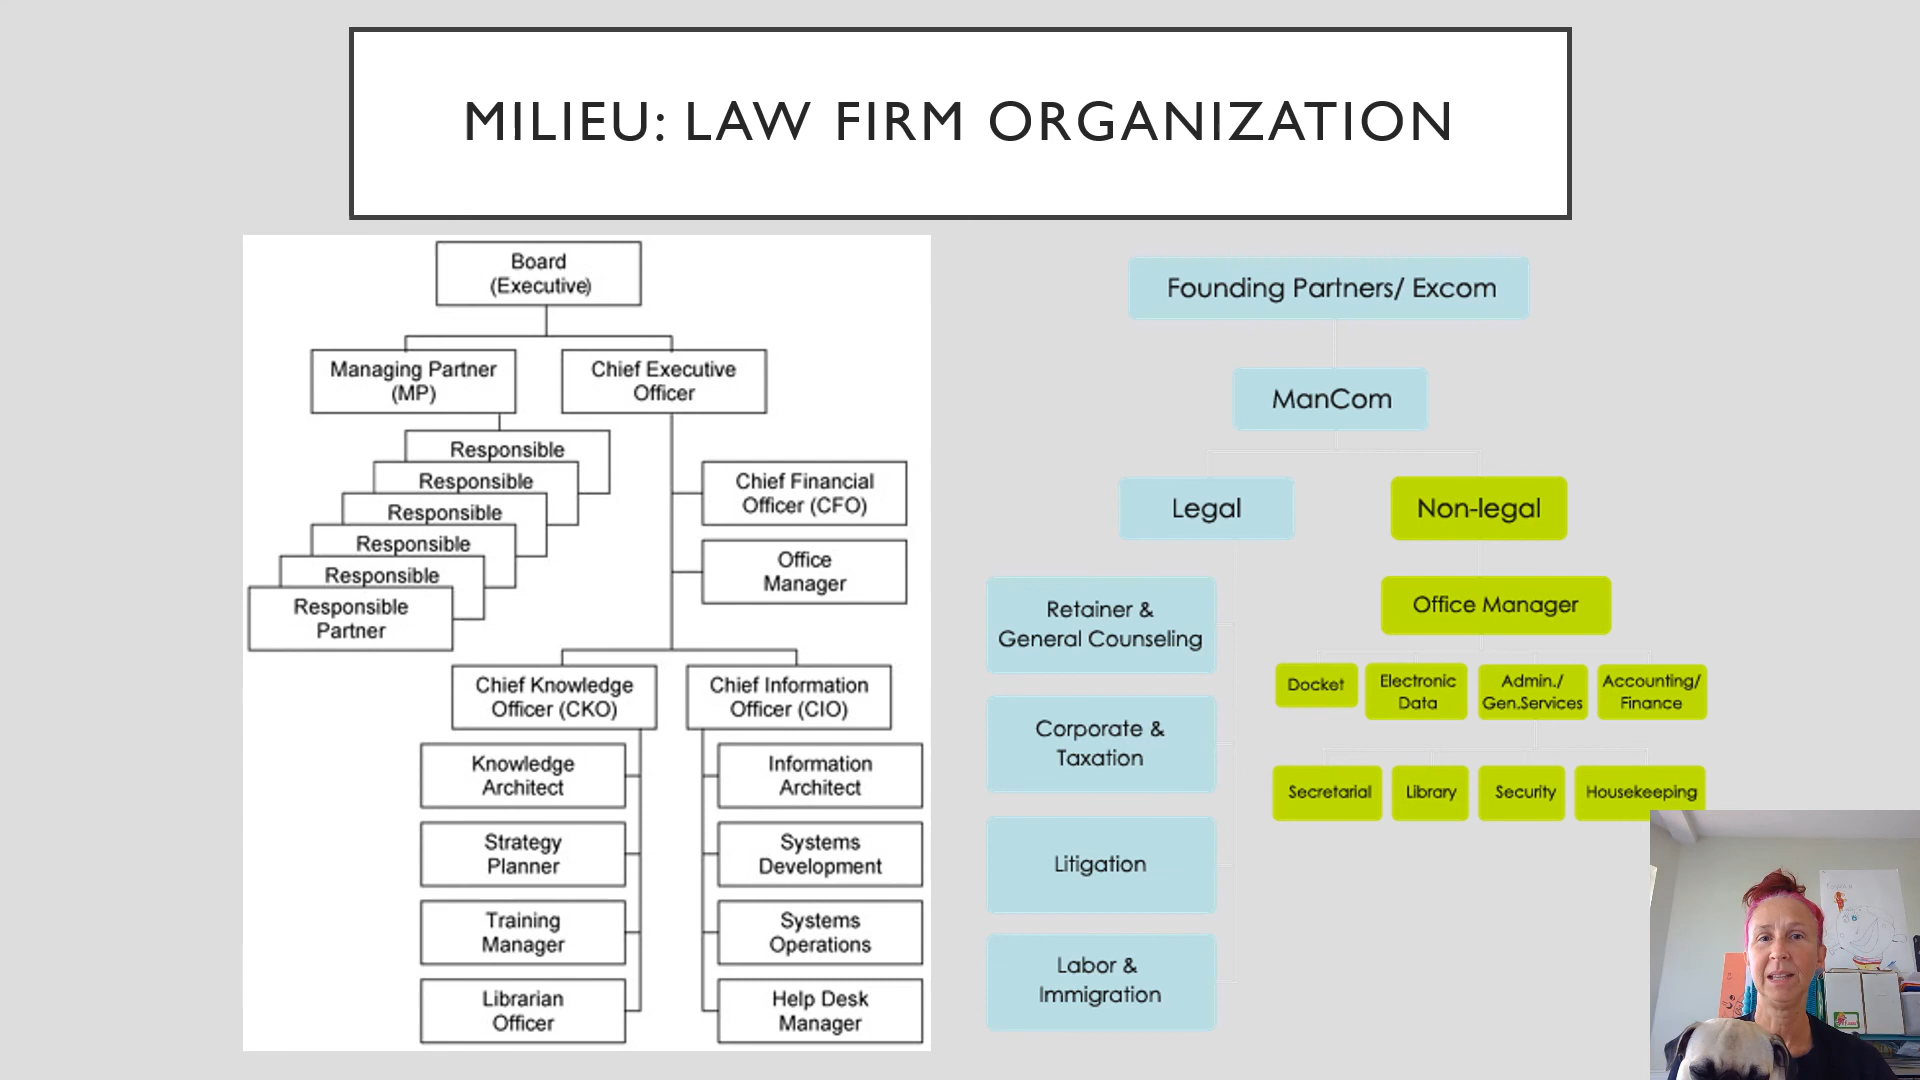 MILIEU: LAW FIRM ORGANIZATION
Board
(Executive)
Managing Partner
(MP)
Chief Executive
Officer
Responsible
Responsible
Responsible
Responsible
Responsible
Responsible
Partner
Chief Financial
Officer (CFO)
Office
Manager
Chief Knowledge
Officer (CKO)
Chief Information
Officer (CIO)
Knowledge
Architect
Strategy
Planner
Training
Manager
Librarian
Officer
Information
Architect
Systems
Development
Systems
Operations
Help Desk
Manager
Founding Partners/ Excom
ManCom
Legal
Non-legal
Retainer &
General Counseling
Corporate &
Taxation
Litigation
Labor &
Immigration
Office Manager
Docket
Electronic
Data
Admin./
Gen.Services
Accounting/
Finance
Secretarial
Library
Security
Housekeeping